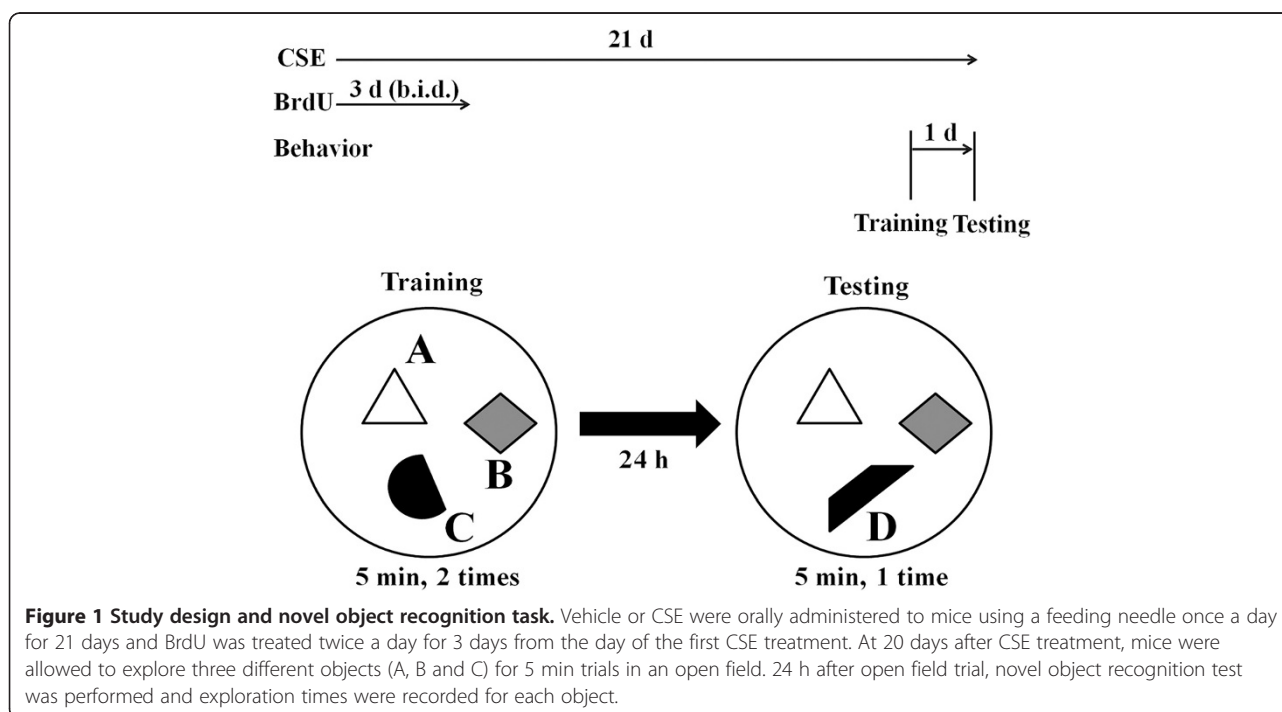 21 d
CSE
3 d (b.i.d.)
BrdU
Behavior
1 d
Training Testing
Training
Testing
A
B
C
24 h
D
5 min, 2 times
5 min, 1 time
Figure 1 Study design and novel object recognition task. Vehicle or CSE were orally administered to mice using a feeding needle once a day
for 21 days and BrdU was treated twice a day for 3 days from the day of the first CSE treatment. At 20 days after CSE treatment, mice were
allowed to explore three different objects (A, B and C) for 5 min trials in an open field. 24 h after open field trial, novel object recognition test
was performed and exploration times were recorded for each object.